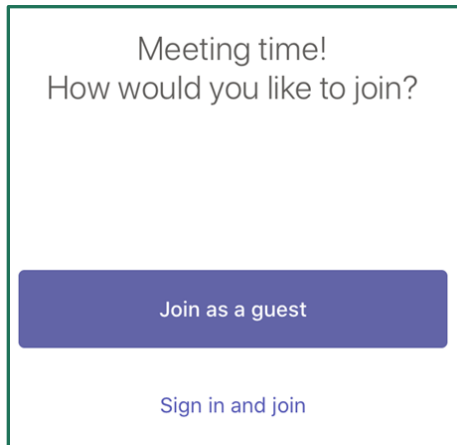 Meeting time!
How would you like to join?
Join as a guest
Sign in and join